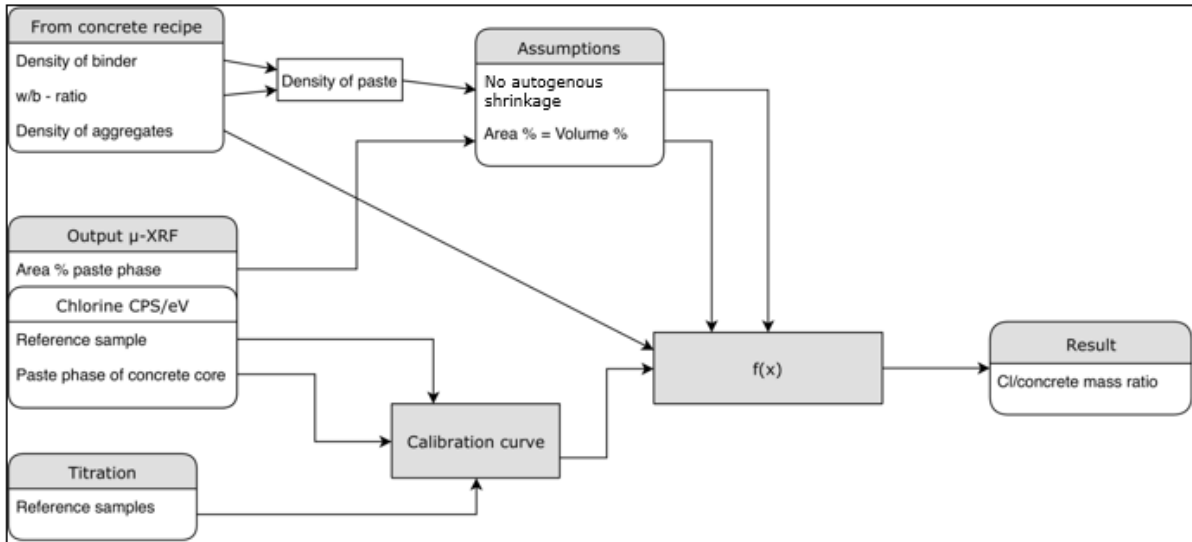 From concrete recipe
Density of binder
w/b - ratio
Density of aggregates
Density of paste
Assumptions
No autogenous
shrinkage
Area % = Volume %
Output μ-XRF
Area % paste phase
Chlorine CPS/eV
Reference sample
Paste phase of concrete core
Titration
Reference samples
Calibration curve
f(x)
Result
Cl/concrete mass ratio